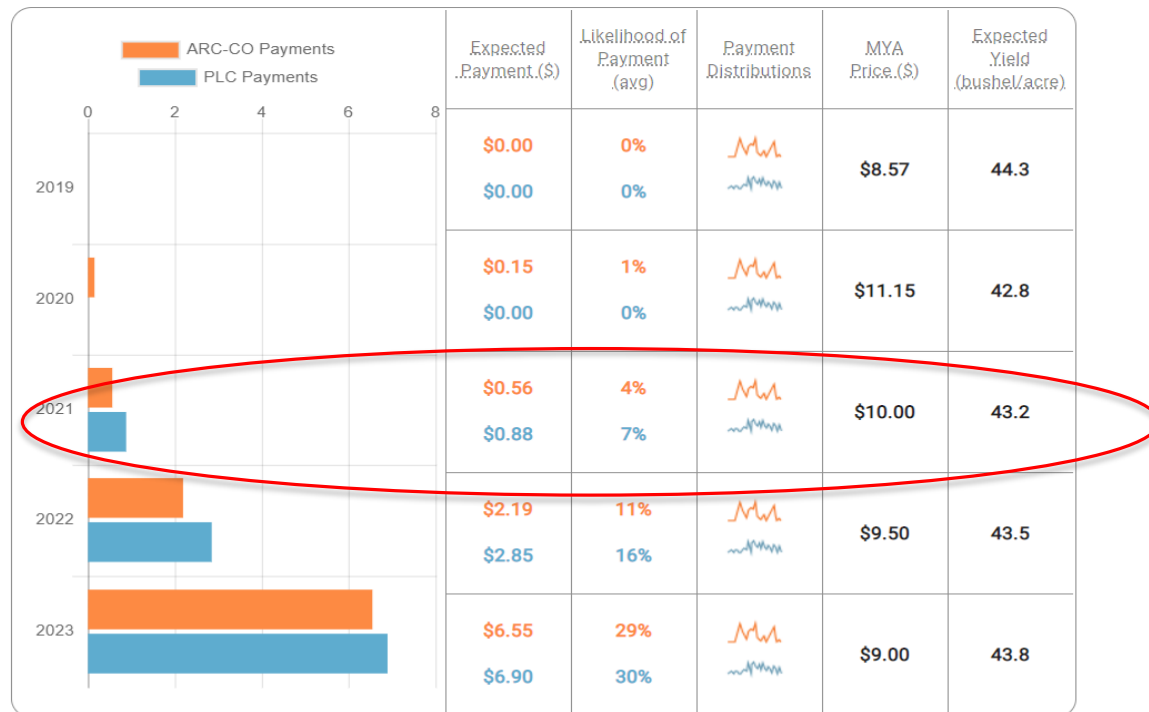 ARC-CO Payments
PLC Payments
0 2 4 6 8
Expected
Payment ($)
Likelihood of
Payment
(avg)
Payment
Distributions
MYA
Price ($)
Expected
Yield
(bushel/acre)
2019
$0.00 0%
$0.00 0%
$8.57 44.3
2020
$0.15 1%
$0.00 0%
$11.15 42.8
2021
$0.56 4%
$0.88 7%
$10.00 43.2
2022
$2.19 11%
$2.85 16%
$9.50 43.5
2023
$6.55 29%
$6.90 30%
$9.00 43.8